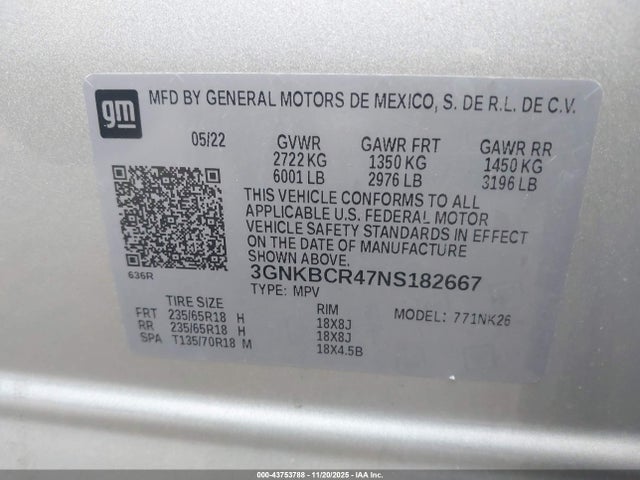 gm
MFD BY GENERAL MOTORS DE MEXICO, S. DE R.L. DE C.V.
05/22 GVWR GAWR FRT GAWR RR
2722 KG 1350 KG 1450 KG
6001 LB 2976 LB 3196 LB
THIS VEHICLE CONFORMS TO ALL
APPLICABLE U.S. FEDERAL MOTOR
VEHICLE SAFETY STANDARDS IN EFFECT
ON THE DATE OF MANUFACTURE
SHOWN ABOVE.
636R
3GNKBCR47NS182667
TYPE: MPV
TIRE SIZE RIM MODEL: 771NK26
FRT 235/65R18 H 18X8J
RR 235/65R18 H 18X8J
SPA T135/70R18 M 18X4.5B
000-43753788 - 11/20/2025 - IAA Inc.